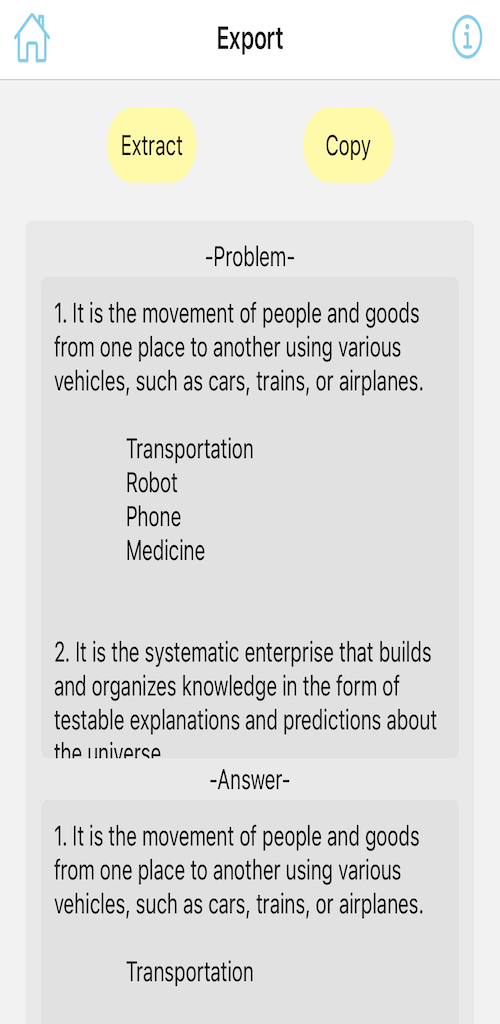 Export
Extract
Copy
-Problem-
1. It is the movement of people and goods
from one place to another using various
vehicles, such as cars, trains, or airplanes.
Transportation
Robot
Phone
Medicine
2. It is the systematic enterprise that builds
and organizes knowledge in the form of
testable explanations and predictions about
the universe
-Answer-
1. It is the movement of people and goods
from one place to another using various
vehicles, such as cars, trains, or airplanes.
Transportation